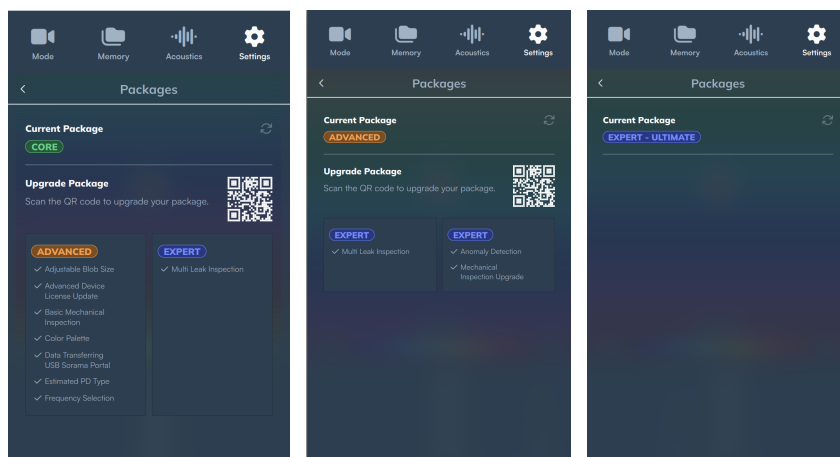 Mode Memory Acoustics Settings
Packages
Current Package
CORE
Upgrade Package
Scan the QR code to upgrade your package.
ADVANCED
Adjustable Blob Size
Advanced Device
License Update
Basic Mechanical
Inspection
Color Palette
Data Transferring
USB Sorama Portal
Estimated PD Type
Frequency Selection
EXPERT
Multi Leak Inspection
Mode Memory Acoustics Settings
Packages
Current Package
ADVANCED
Upgrade Package
Scan the QR code to upgrade your package.
EXPERT
Multi Leak Inspection
EXPERT
Anomaly Detection
Mechanical
Inspection Upgrade
Mode Memory Acoustics Settings
Packages
Current Package
EXPERT - ULTIMATE